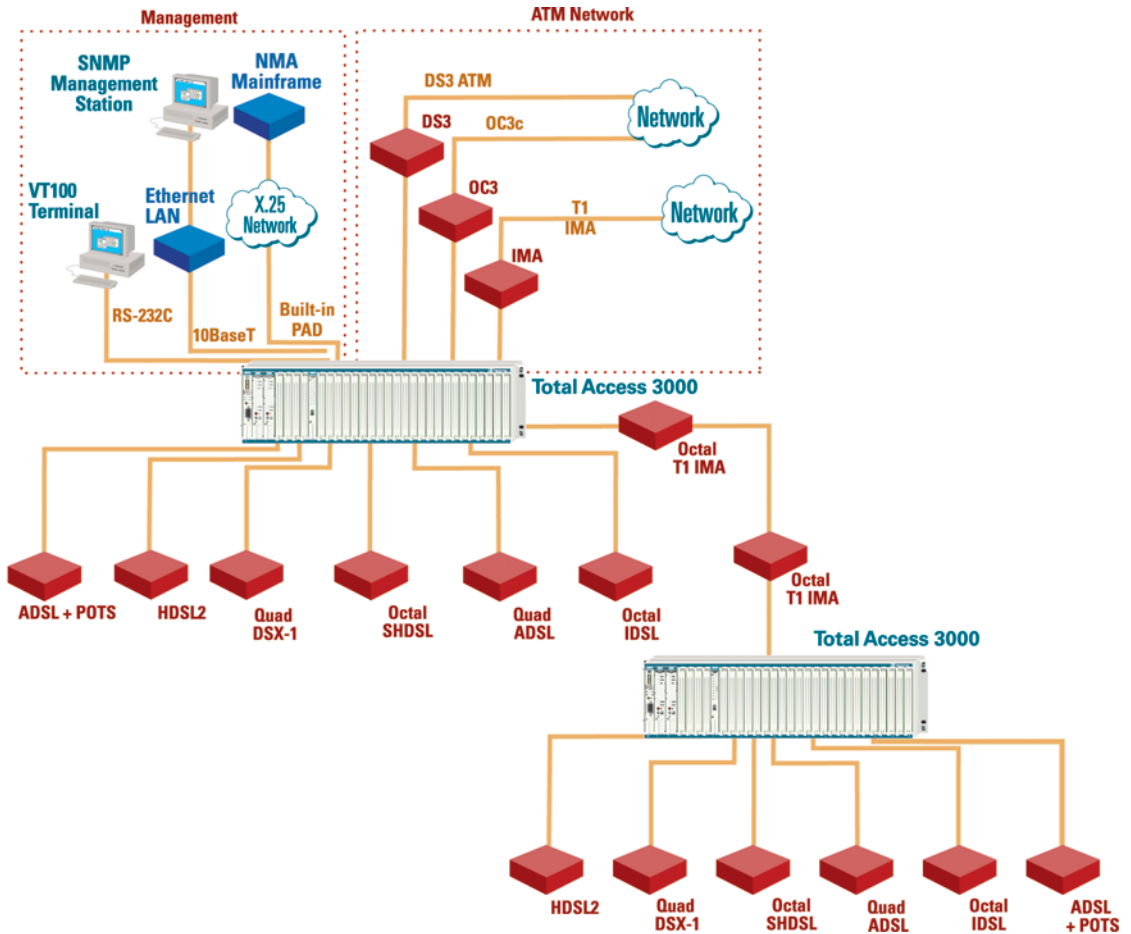 Management
ATM Network
SNMP
Management
Station
NMA
Mainframe
DS3 ATM
Network
DS3
OC3c
VT100
Terminal
Ethernet
LAN
X.25
Network
OC3
T1
IMA
Network
IMA
RS-232C
10BaseT
Built-in
PAD
Total Access 3000
Octal
T1 IMA
ADSL + POTS
HDSL2
Quad
DSX-1
Octal
SHDSL
Quad
ADSL
Octal
IDSL
Octal
T1 IMA
Total Access 3000
HDSL2
Quad
DSX-1
Octal
SHDSL
Quad
ADSL
Octal
IDSL
ADSL
+ POTS